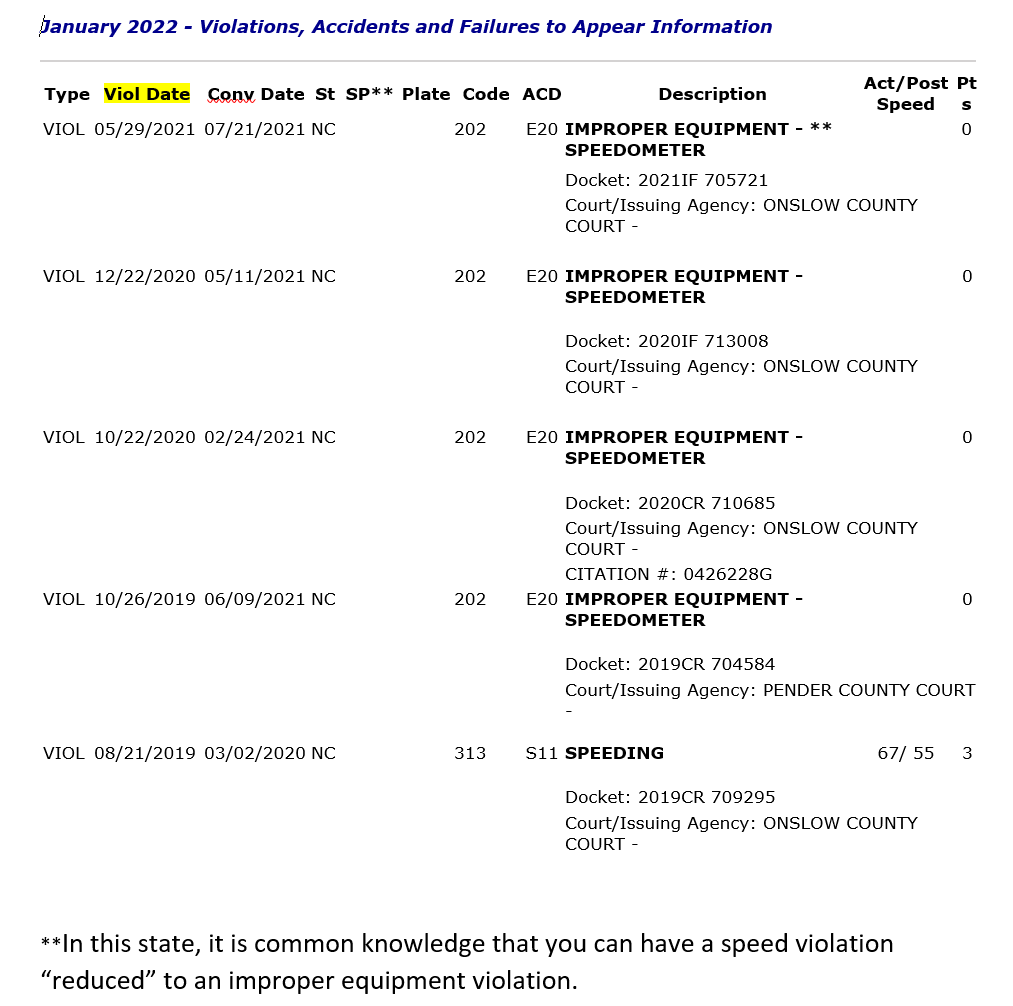 January 2022 - Violations, Accidents and Failures to Appear Information
Type Viol Date Conv Date St SP** Plate Code ACD Description Act/Post Speed Pts
VIOL 05/29/2021 07/21/2021 NC 202 E20 IMPROPER EQUIPMENT - ** 0
SPEEDOMETER
Docket: 2021IF 705721
Court/Issuing Agency: ONSLOW COUNTY
COURT -
VIOL 12/22/2020 05/11/2021 NC 202 E20 IMPROPER EQUIPMENT - 0
SPEEDOMETER
Docket: 2020IF 713008
Court/Issuing Agency: ONSLOW COUNTY
COURT -
VIOL 10/22/2020 02/24/2021 NC 202 E20 IMPROPER EQUIPMENT - 0
SPEEDOMETER
Docket: 2020CR 710685
Court/Issuing Agency: ONSLOW COUNTY
COURT -
CITATION #: 0426228G
VIOL 10/26/2019 06/09/2021 NC 202 E20 IMPROPER EQUIPMENT - 0
SPEEDOMETER
Docket: 2019CR 704584
Court/Issuing Agency: PENDER COUNTY COURT
-
VIOL 08/21/2019 03/02/2020 NC 313 S11 SPEEDING 67/ 55 3
Docket: 2019CR 709295
Court/Issuing Agency: ONSLOW COUNTY
COURT -
**In this state, it is common knowledge that you can have a speed violation
“reduced” to an improper equipment violation.